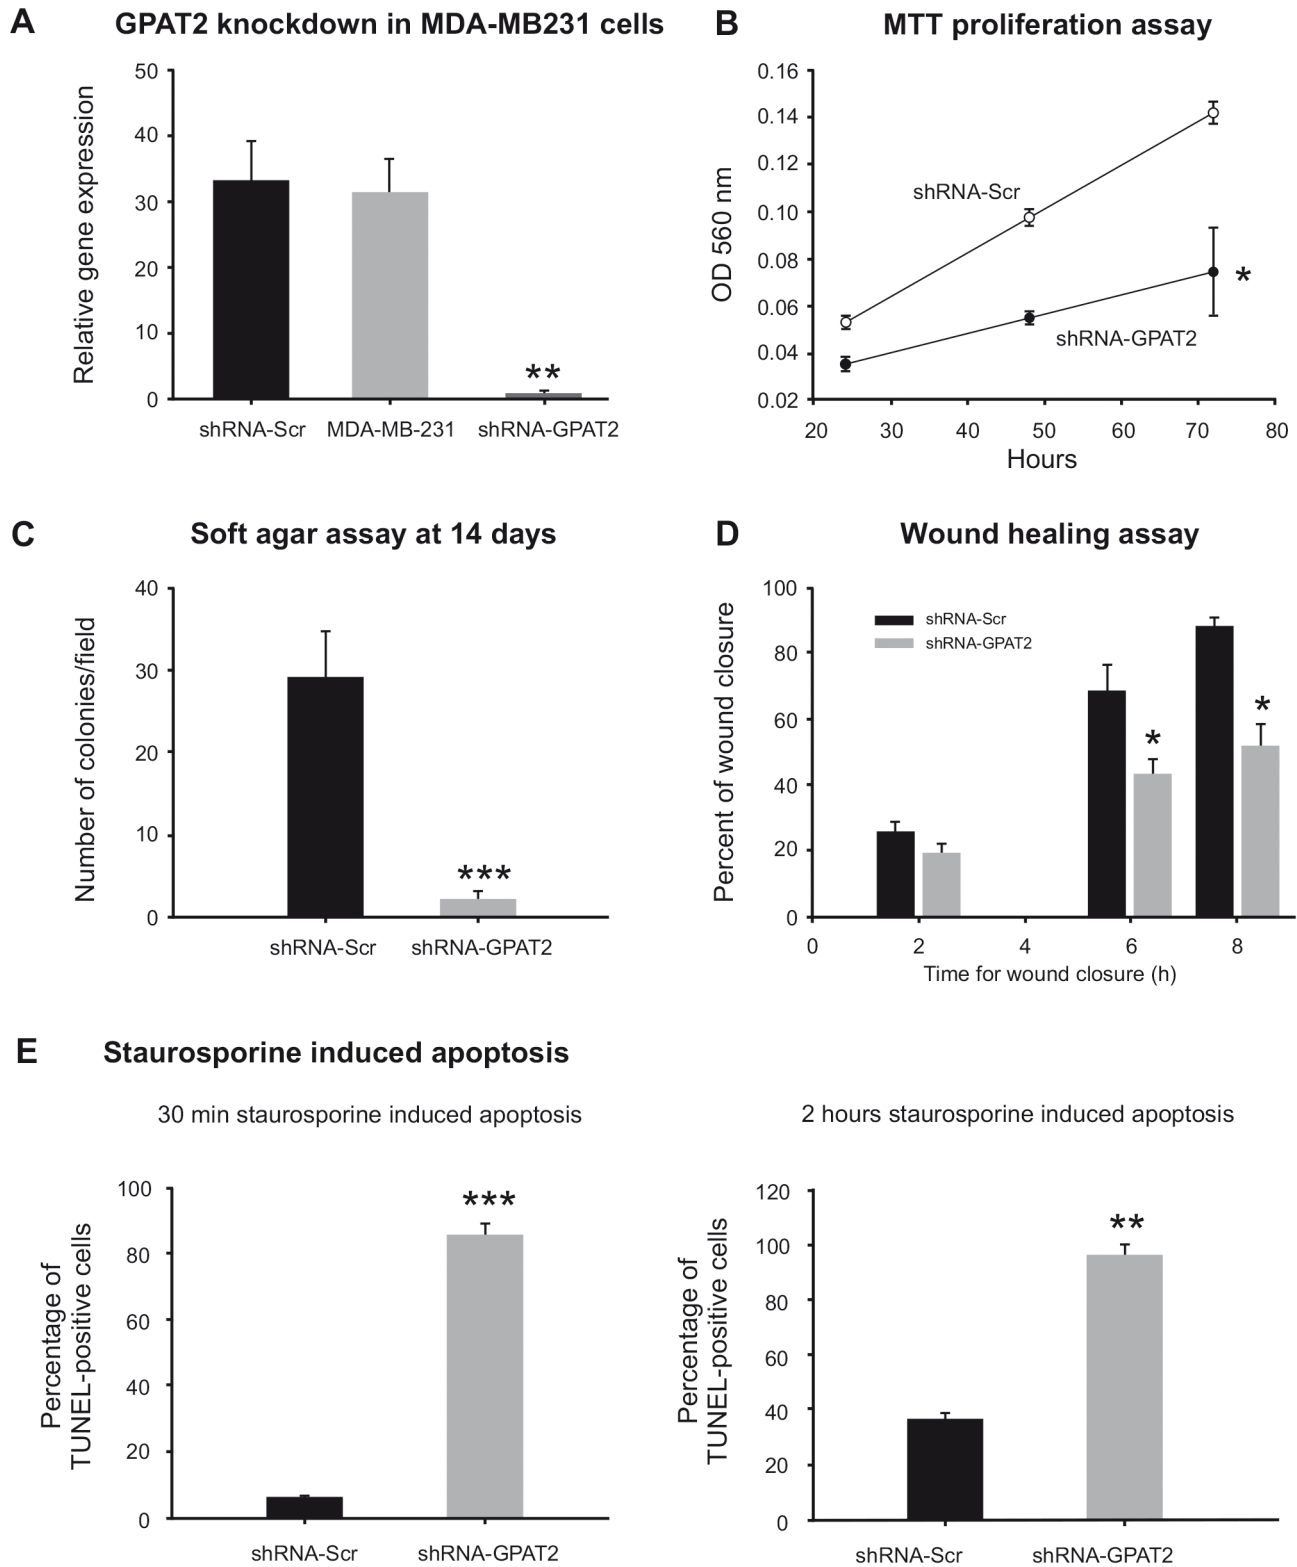 A
GPAT2 knockdown in MDA-MB231 cells
Relative gene expression
50
40
30
20
10
0
**
shRNA-Scr
MDA-MB-231
shRNA-GPAT2
B
MTT proliferation assay
OD 560 nm
0.16
0.14
0.12
0.10
0.08
0.06
0.04
0.02
shRNA-Scr
shRNA-GPAT2
*
20 30 40 50 60 70 80
Hours
C
Soft agar assay at 14 days
Number of colonies/field
40
30
20
10
0
***
shRNA-Scr
shRNA-GPAT2
D
Wound healing assay
Percent of wound closure
100
80
60
40
20
0
shRNA-Scr
shRNA-GPAT2
*
*
0 2 4 6 8
Time for wound closure (h)
E
Staurosporine induced apoptosis
30 min staurosporine induced apoptosis
Percentage of
TUNEL-positive cells
100
80
60
40
20
0
***
shRNA-Scr
shRNA-GPAT2
2 hours staurosporine induced apoptosis
Percentage of
TUNEL-positive cells
120
100
80
60
40
20
0
**
shRNA-Scr
shRNA-GPAT2